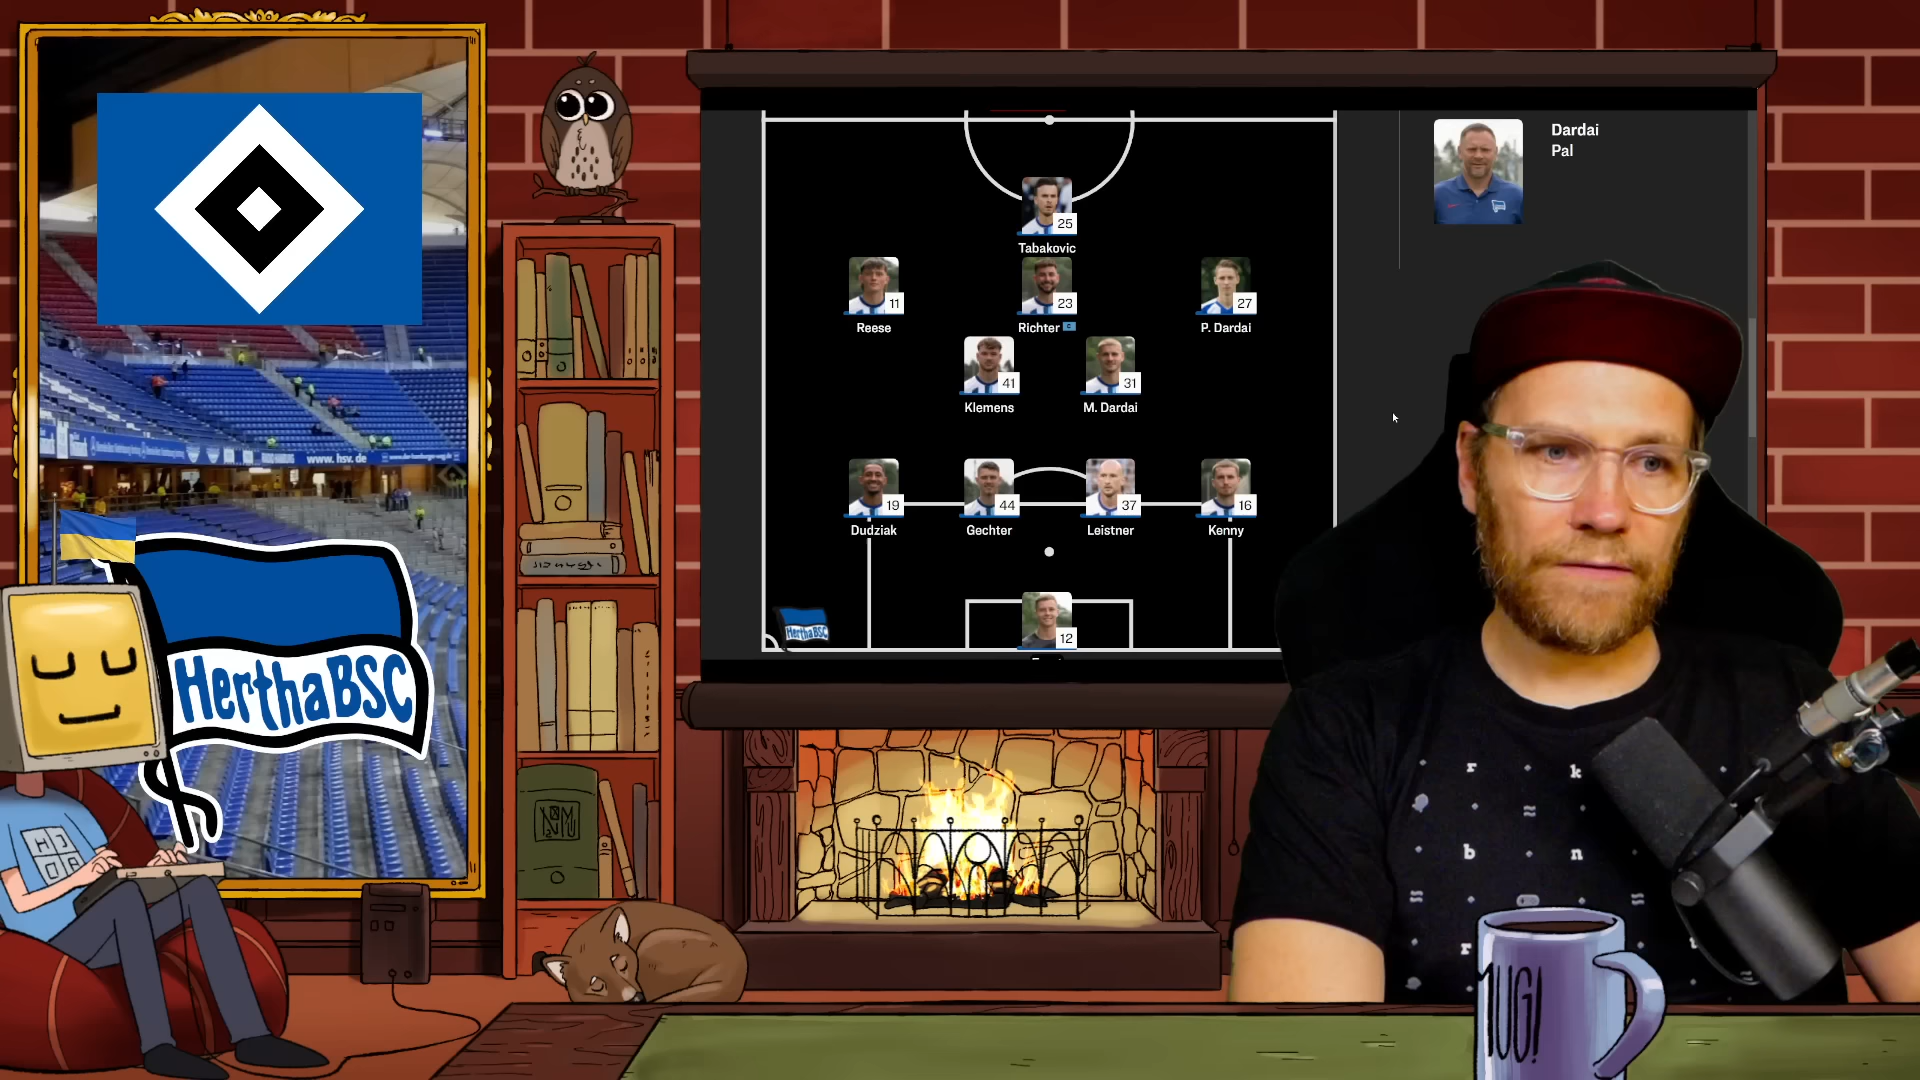 www.hsv.de
HerthaBSC
25
Tabakovic
11
Reese
23
Richter
C
27
P. Dardai
41
Klemens
31
M. Dardai
19
Dudziak
44
Gechter
37
Leistner
16
Kenny
HerthaBSC
12
Dardai
Pal
r k
b n
r
MUG!